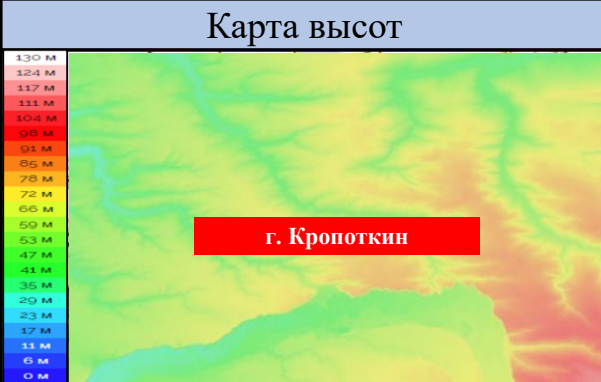 Карта высот
130 м
124 м
117 м
111 м
104 м
98 м
91 м
85 м
78 м
72 м
66 м
59 м
53 м
47 м
41 м
35 м
29 м
23 м
17 м
11 м
6 м
0 м
г. Кропоткин